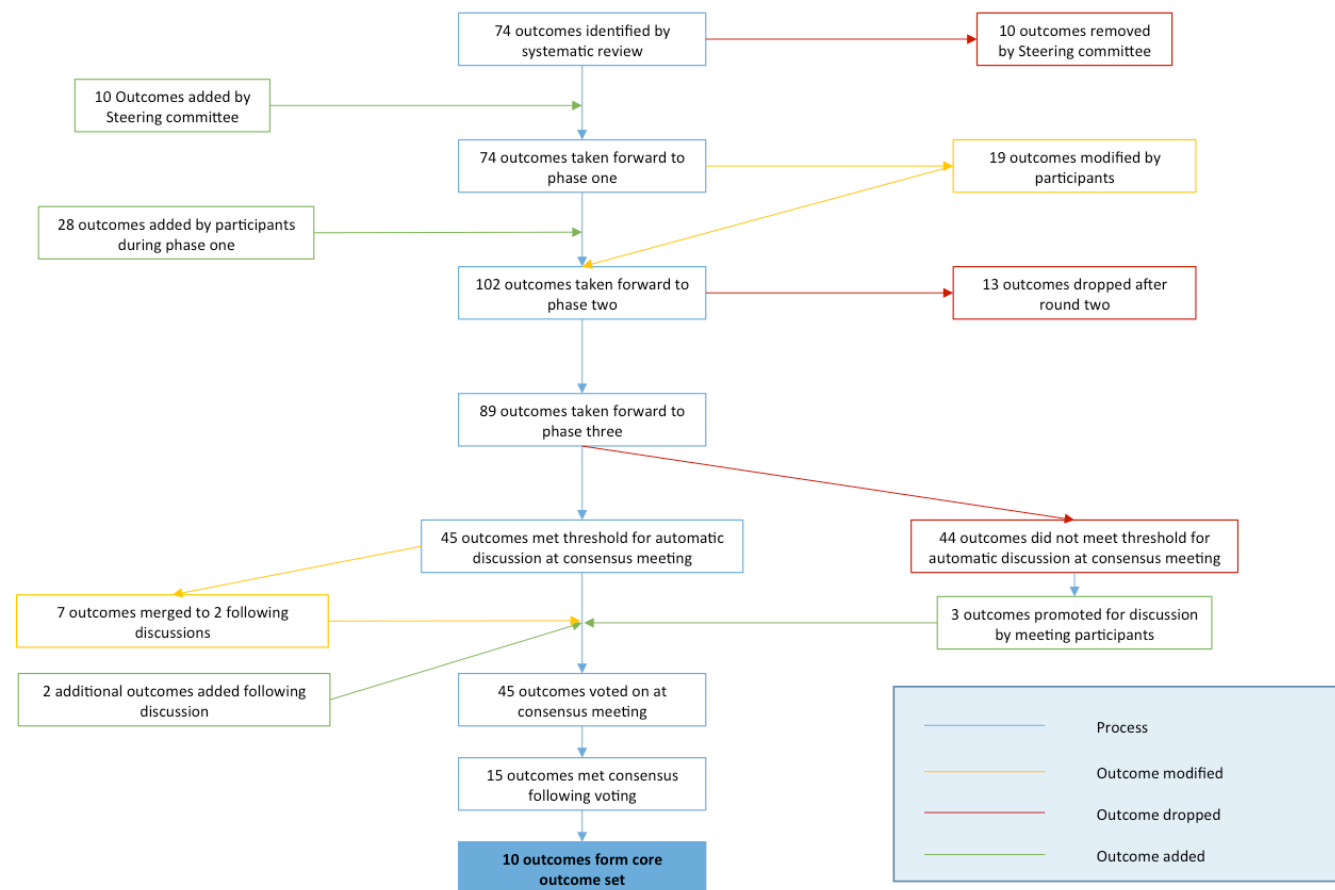 74 outcomes identified by
systematic review
10 outcomes removed
by Steering committee
10 Outcomes added by
Steering committee
74 outcomes taken forward to
phase one
19 outcomes modified by
participants
28 outcomes added by participants
during phase one
102 outcomes taken forward to
phase two
13 outcomes dropped after
round two
89 outcomes taken forward to
phase three
45 outcomes met threshold for automatic
discussion at consensus meeting
44 outcomes did not meet threshold for
automatic discussion at consensus meeting
7 outcomes merged to 2 following
discussions
3 outcomes promoted for discussion
by meeting participants
2 additional outcomes added following
discussion
45 outcomes voted on at
consensus meeting
15 outcomes met consensus
following voting
10 outcomes form core
outcome set
Process
Outcome modified
Outcome dropped
Outcome added